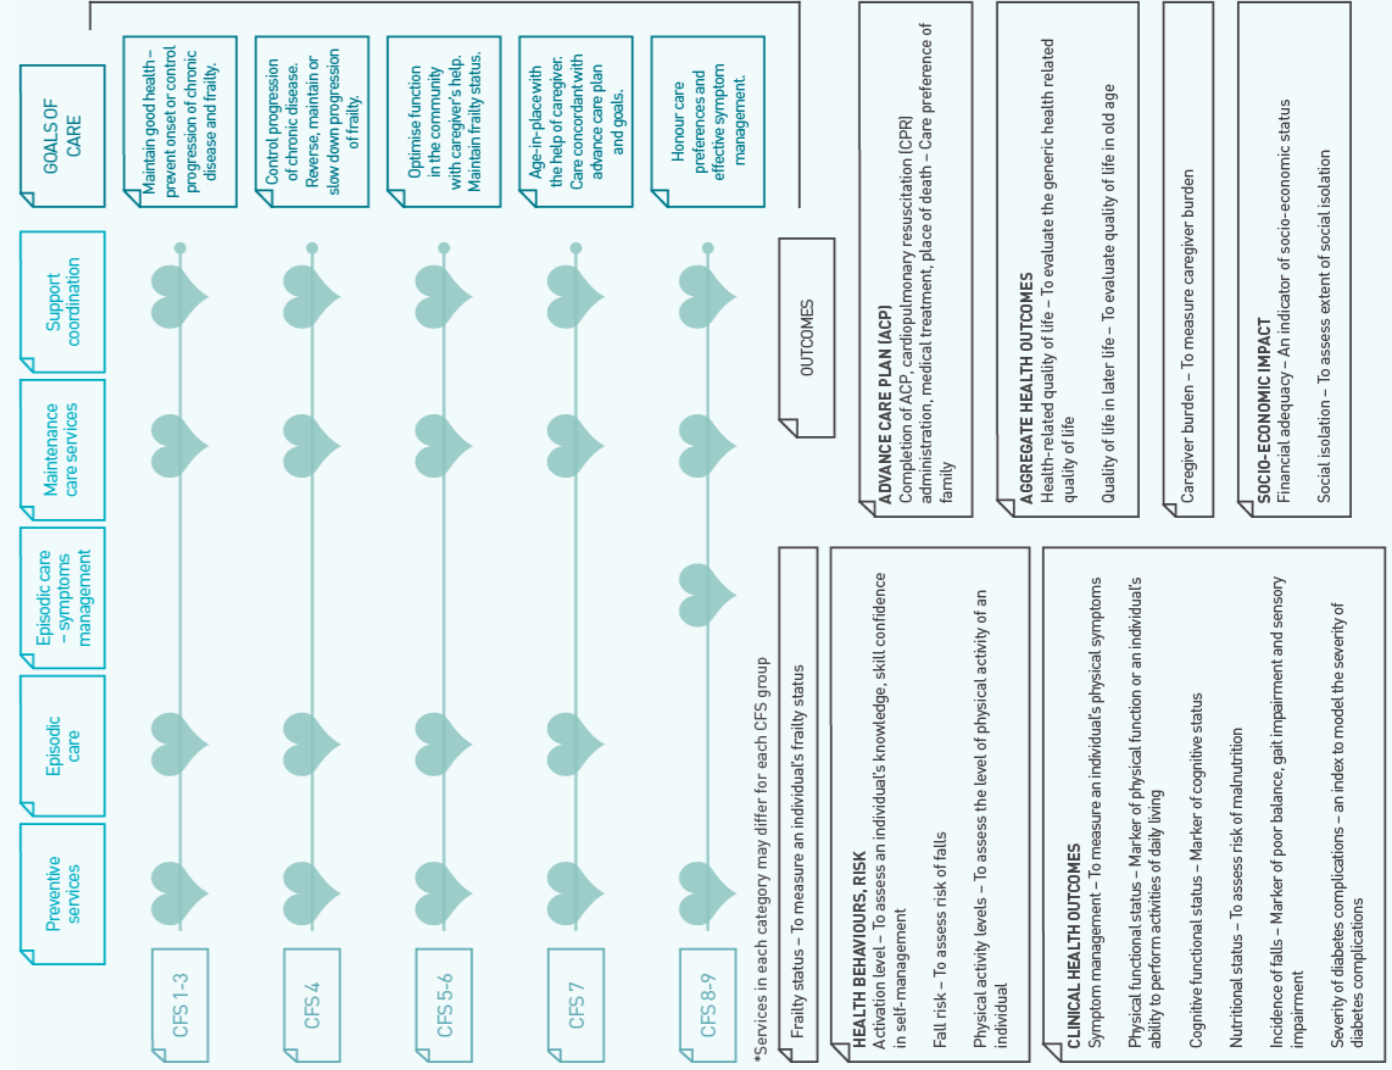 Preventive
services
Episodic
care
Episodic care
– symptoms
management
Maintenance
care services
Support
coordination
GOALS OF
CARE
CFS 1-3
Maintain good health –
prevent onset or control
progression of chronic
disease and frailty.
CFS 4
Control progression
of chronic disease.
Reverse, maintain or
slow down progression
of frailty.
CFS 5-6
Optimise function
in the community
with caregiver's help.
Maintain frailty status.
CFS 7
Age-in-place with
the help of caregiver.
Care concordant with
advance care plan
and goals.
CFS 8-9
Honour care
preferences and
effective symptom
management.
*Services in each category may differ for each CFS group
OUTCOMES
Frailty status – To measure an individual's frailty status
HEALTH BEHAVIOURS, RISK
Activation level – To assess an individual's knowledge, skill confidence
in self-management
Fall risk – To assess risk of falls
Physical activity levels – To assess the level of physical activity of an
individual
CLINICAL HEALTH OUTCOMES
Symptom management – To measure an individual's physical symptoms
Physical functional status – Marker of physical function or an individual's
ability to perform activities of daily living
Cognitive functional status – Marker of cognitive status
Nutritional status – To assess risk of malnutrition
Incidence of falls – Marker of poor balance, gait impairment and sensory
impairment
Severity of diabetes complications – an index to model the severity of
diabetes complications
ADVANCE CARE PLAN (ACP)
Completion of ACP, cardiopulmonary resuscitation (CPR)
administration, medical treatment, place of death – Care preference of
family
AGGREGATE HEALTH OUTCOMES
Health-related quality of life – To evaluate the generic health related
quality of life
Quality of life in later life – To evaluate quality of life in old age
Caregiver burden – To measure caregiver burden
SOCIO-ECONOMIC IMPACT
Financial adequacy – An indicator of socio-economic status
Social isolation – To assess extent of social isolation